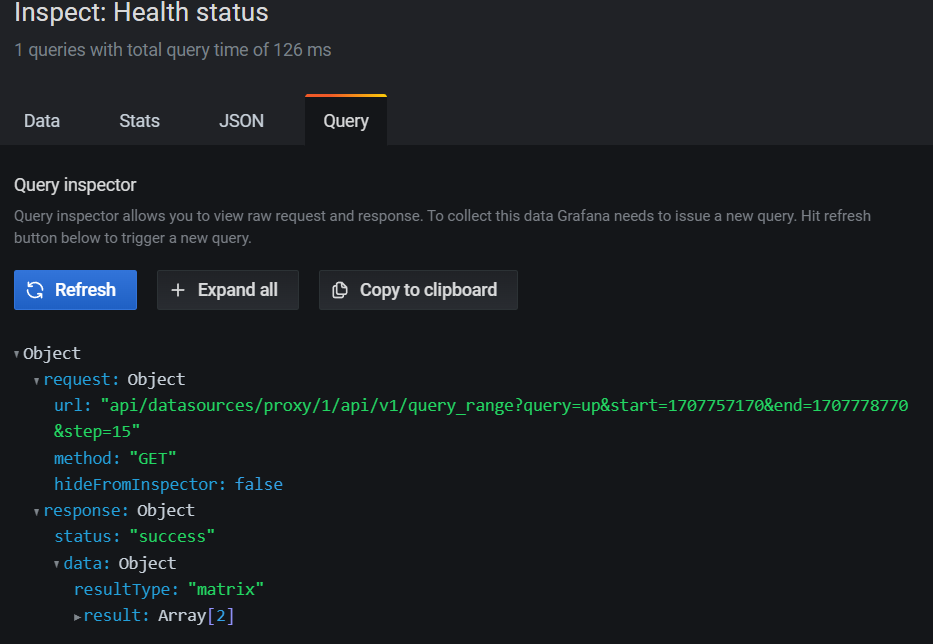 Inspect: Health status
1 queries with total query time of 126 ms
Data Stats JSON Query
Query inspector
Query inspector allows you to view raw request and response. To collect this data Grafana needs to issue a new query. Hit refresh
button below to trigger a new query.
Refresh Expand all Copy to clipboard
Object
request: Object
url: "api/datasources/proxy/1/api/v1/query_range?query=up&start=1707757170&end=1707778770
&step=15"
method: "GET"
hideFromInspector: false
response: Object
status: "success"
data: Object
resultType: "matrix"
result: Array[2]